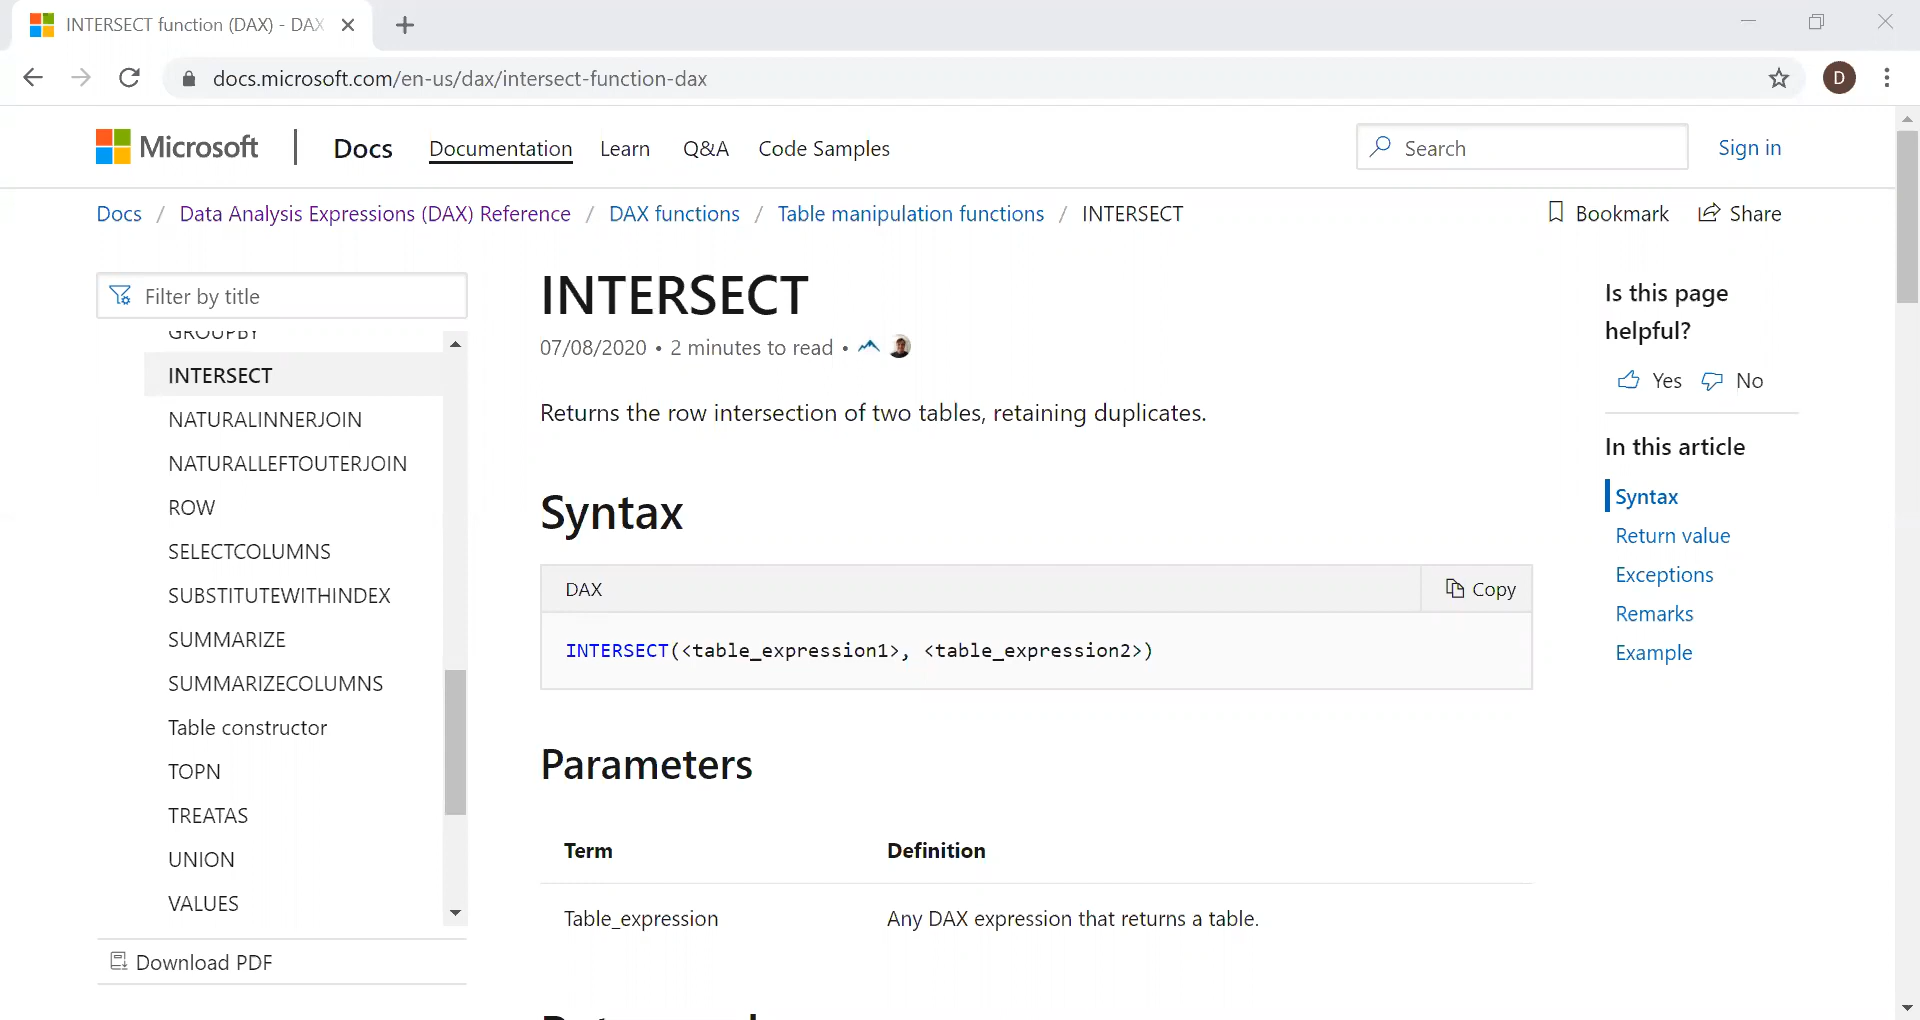 INTERSECT function (DAX) - DAX
docs.microsoft.com/en-us/dax/intersect-function-dax
D
Microsoft
Docs
Documentation
Learn
Q&A
Code Samples
Search
Sign in
Docs / Data Analysis Expressions (DAX) Reference / DAX functions / Table manipulation functions / INTERSECT
Bookmark
Share
Filter by title
GROUPBY
INTERSECT
NATURALINNERJOIN
NATURALLEFTOUTERJOIN
ROW
SELECTCOLUMNS
SUBSTITUTEWITHINDEX
SUMMARIZE
SUMMARIZECOLUMNS
Table constructor
TOPN
TREATAS
UNION
VALUES
Download PDF
INTERSECT
07/08/2020 • 2 minutes to read •
Returns the row intersection of two tables, retaining duplicates.
Syntax
DAX
Copy
INTERSECT(<table_expression1>, <table_expression2>)
Parameters
Term Definition
Table_expression Any DAX expression that returns a table.
Is this page
helpful?
Yes No
In this article
Syntax
Return value
Exceptions
Remarks
Example